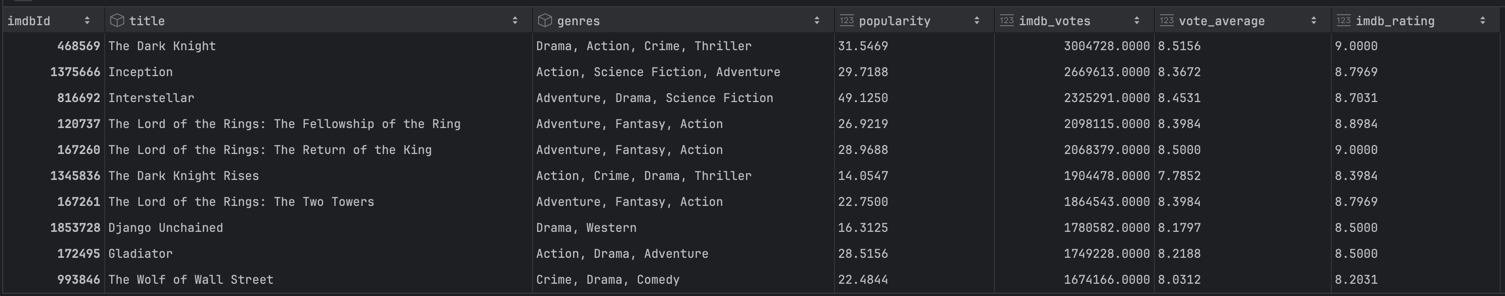 imdbId title genres 123 popularity 123 imdb_votes 123 vote_average 123 imdb_rating
468569 The Dark Knight Drama, Action, Crime, Thriller 31.5469 3004728.0000 8.5156 9.0000
1375666 Inception Action, Science Fiction, Adventure 29.7188 2669613.0000 8.3672 8.7969
816692 Interstellar Adventure, Drama, Science Fiction 49.1250 2325291.0000 8.4531 8.7031
120737 The Lord of the Rings: The Fellowship of the Ring Adventure, Fantasy, Action 26.9219 2098115.0000 8.3984 8.8984
167260 The Lord of the Rings: The Return of the King Adventure, Fantasy, Action 28.9688 2068379.0000 8.5000 9.0000
1345836 The Dark Knight Rises Action, Crime, Drama, Thriller 14.0547 1904478.0000 7.7852 8.3984
167261 The Lord of the Rings: The Two Towers Adventure, Fantasy, Action 22.7500 1864543.0000 8.3984 8.7969
1853728 Django Unchained Drama, Western 16.3125 1780582.0000 8.1797 8.5000
172495 Gladiator Action, Drama, Adventure 28.5156 1749228.0000 8.2188 8.5000
993846 The Wolf of Wall Street Crime, Drama, Comedy 22.4844 1674166.0000 8.0312 8.2031